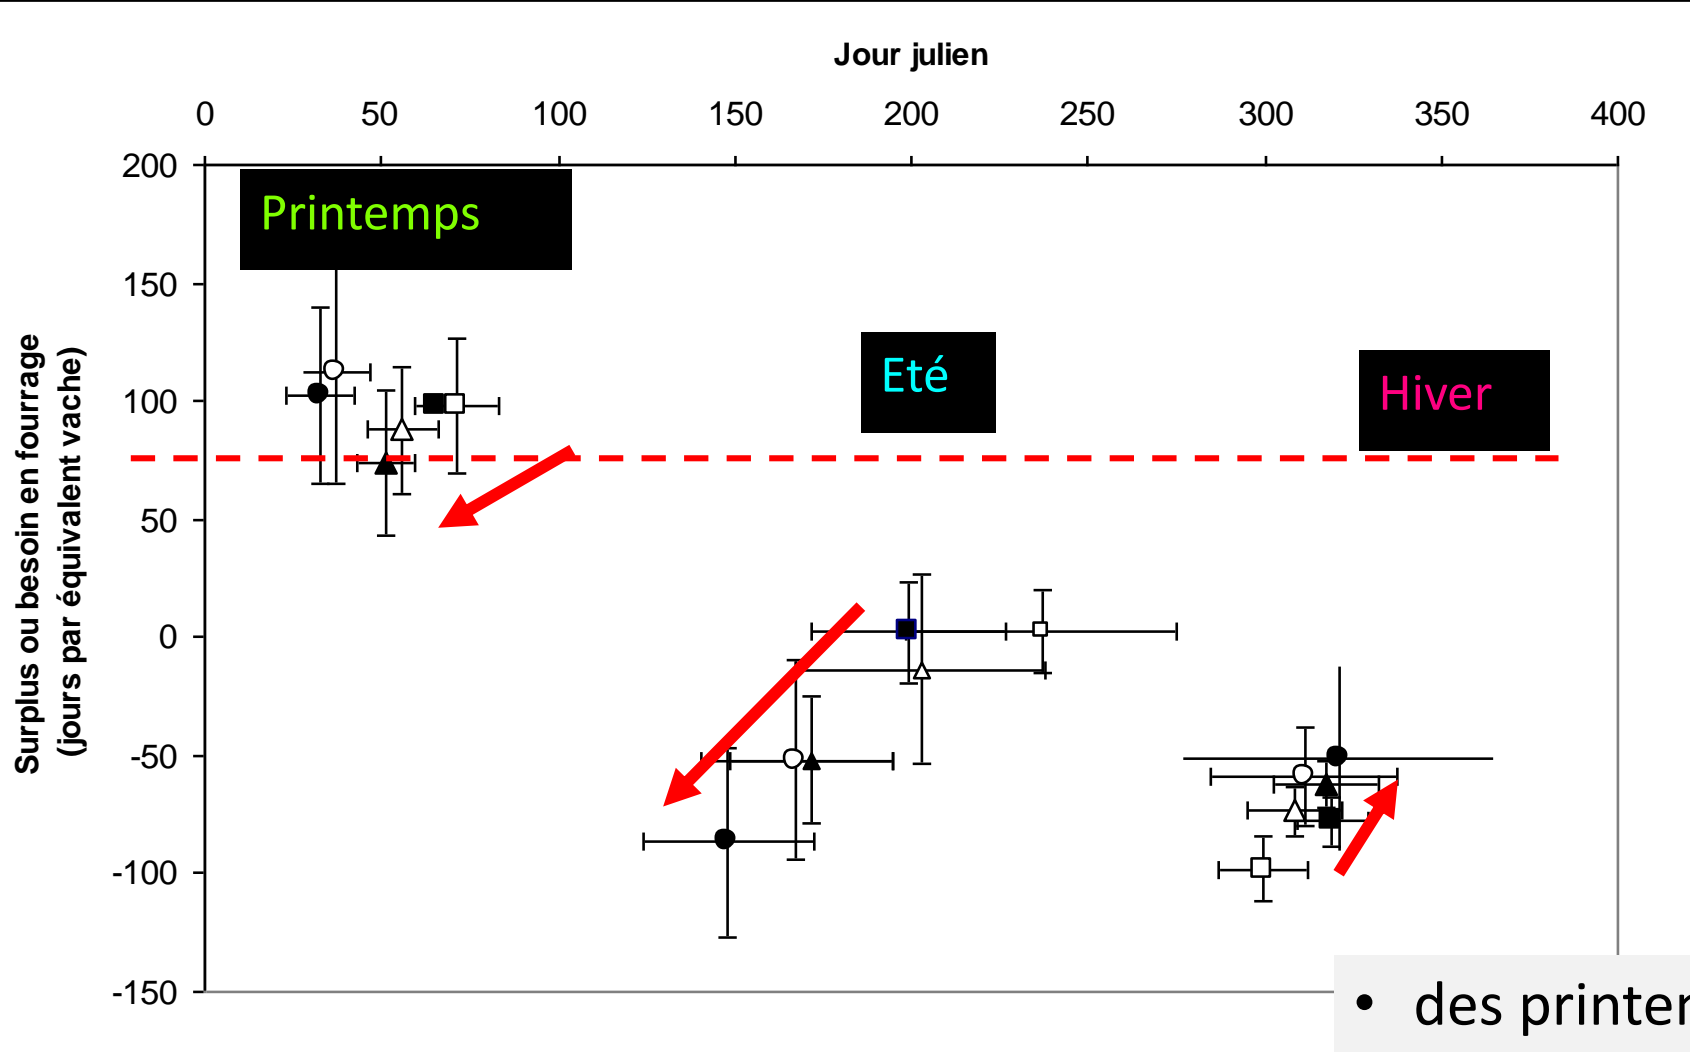 Jour julien
0 50 100 150 200 250 300 350 400
200
150
100
50
0
-50
-100
-150
Surplus ou besoin en fourrage
(jours par équivalent vache)
Printemps
Eté
Hiver
• des printe